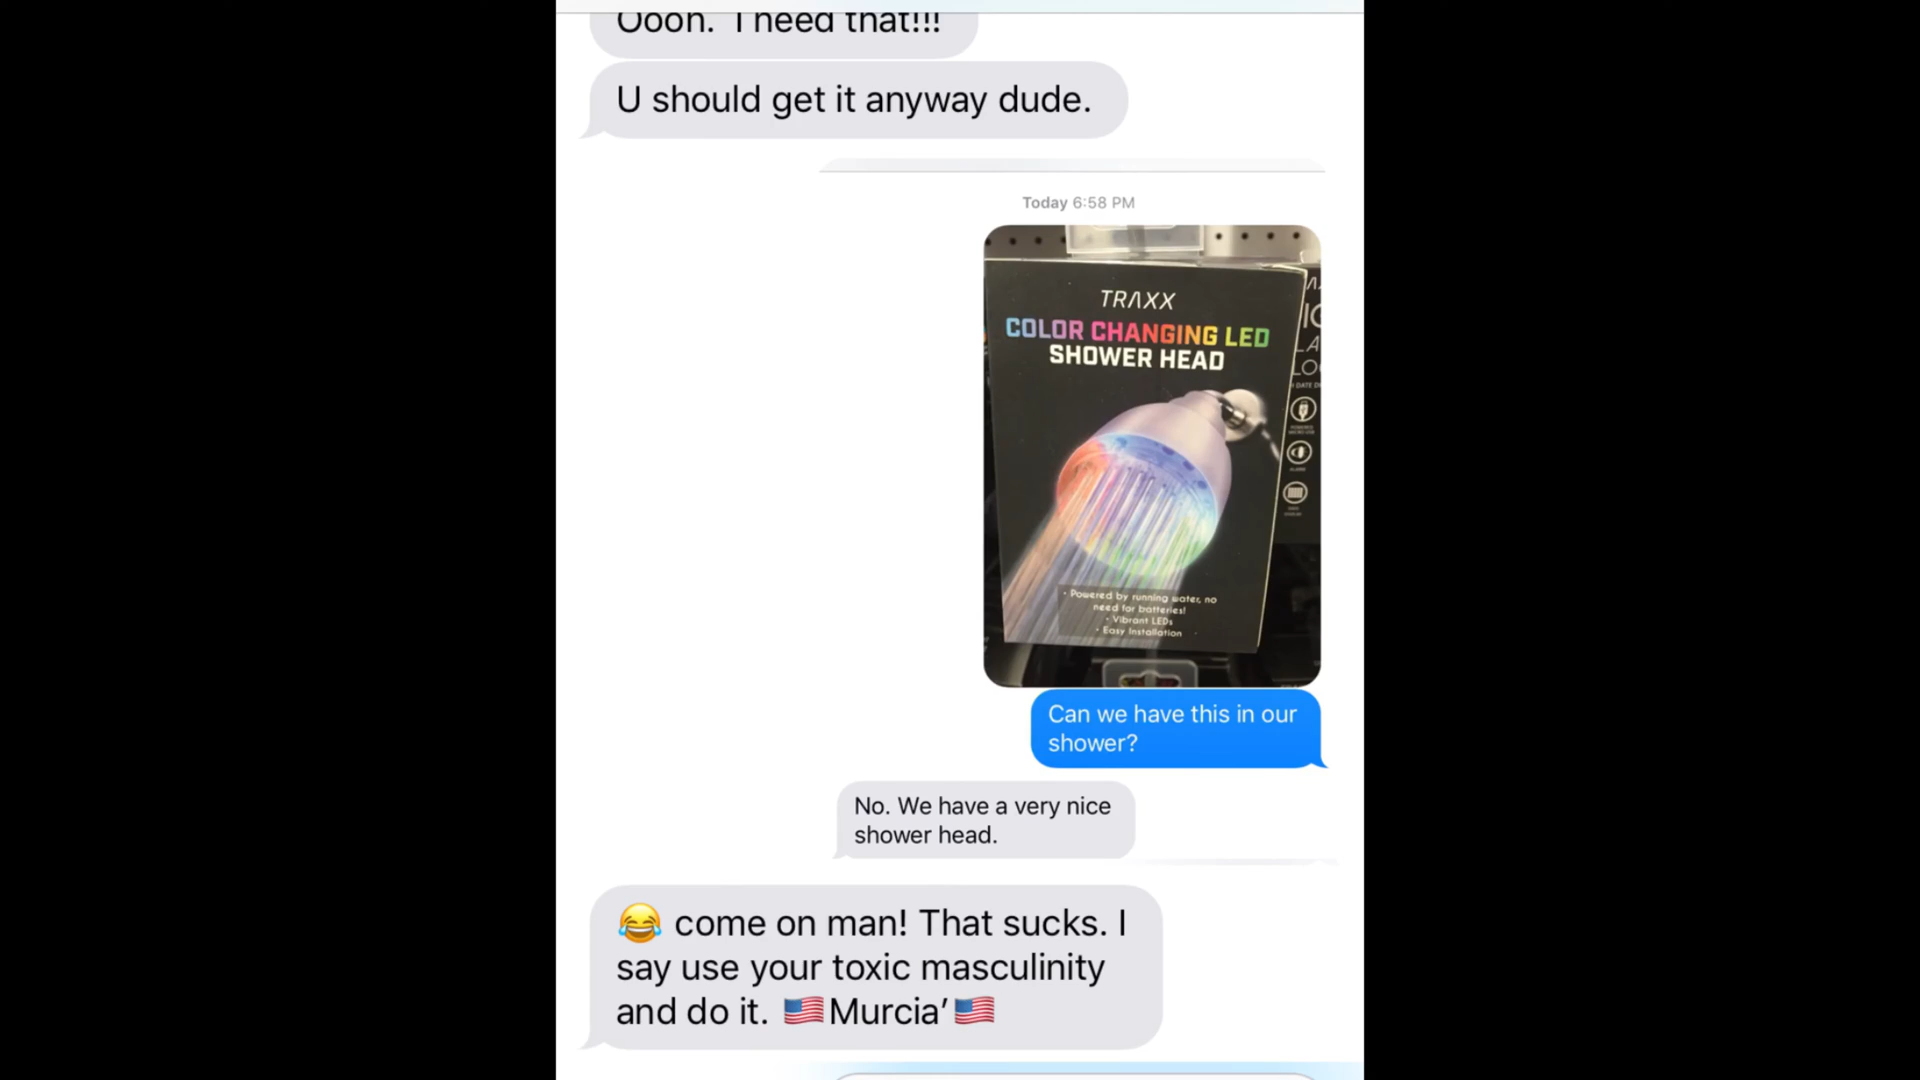 Oooh. I need that!!!
U should get it anyway dude.
Today 6:58 PM
TRAXX
COLOR CHANGING LED
SHOWER HEAD
• Powered by running water, no
need for batteries!
• Vibrant LEDs
• Easy Installation
Can we have this in our
shower?
No. We have a very nice
shower head.
😂 come on man! That sucks. I
say use your toxic masculinity
and do it. 🇺🇸Murcia’🇺🇸